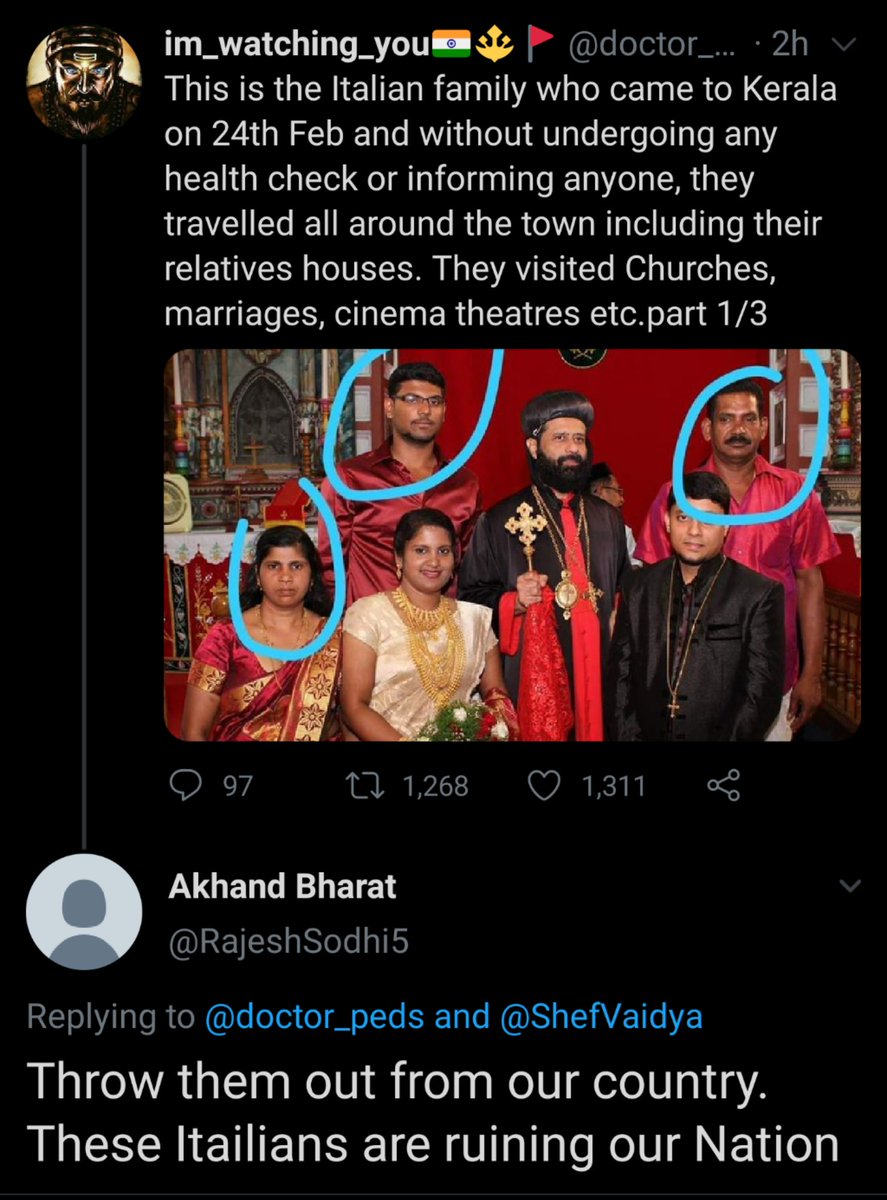 im_watching_you @doctor_... · 2h
This is the Italian family who came to Kerala
on 24th Feb and without undergoing any
health check or informing anyone, they
travelled all around the town including their
relatives houses. They visited Churches,
marriages, cinema theatres etc.part 1/3
97 1,268 1,311
Akhand Bharat
@RajeshSodhi5
Replying to @doctor_peds and @ShefVaidya
Throw them out from our country.
These Itailians are ruining our Nation